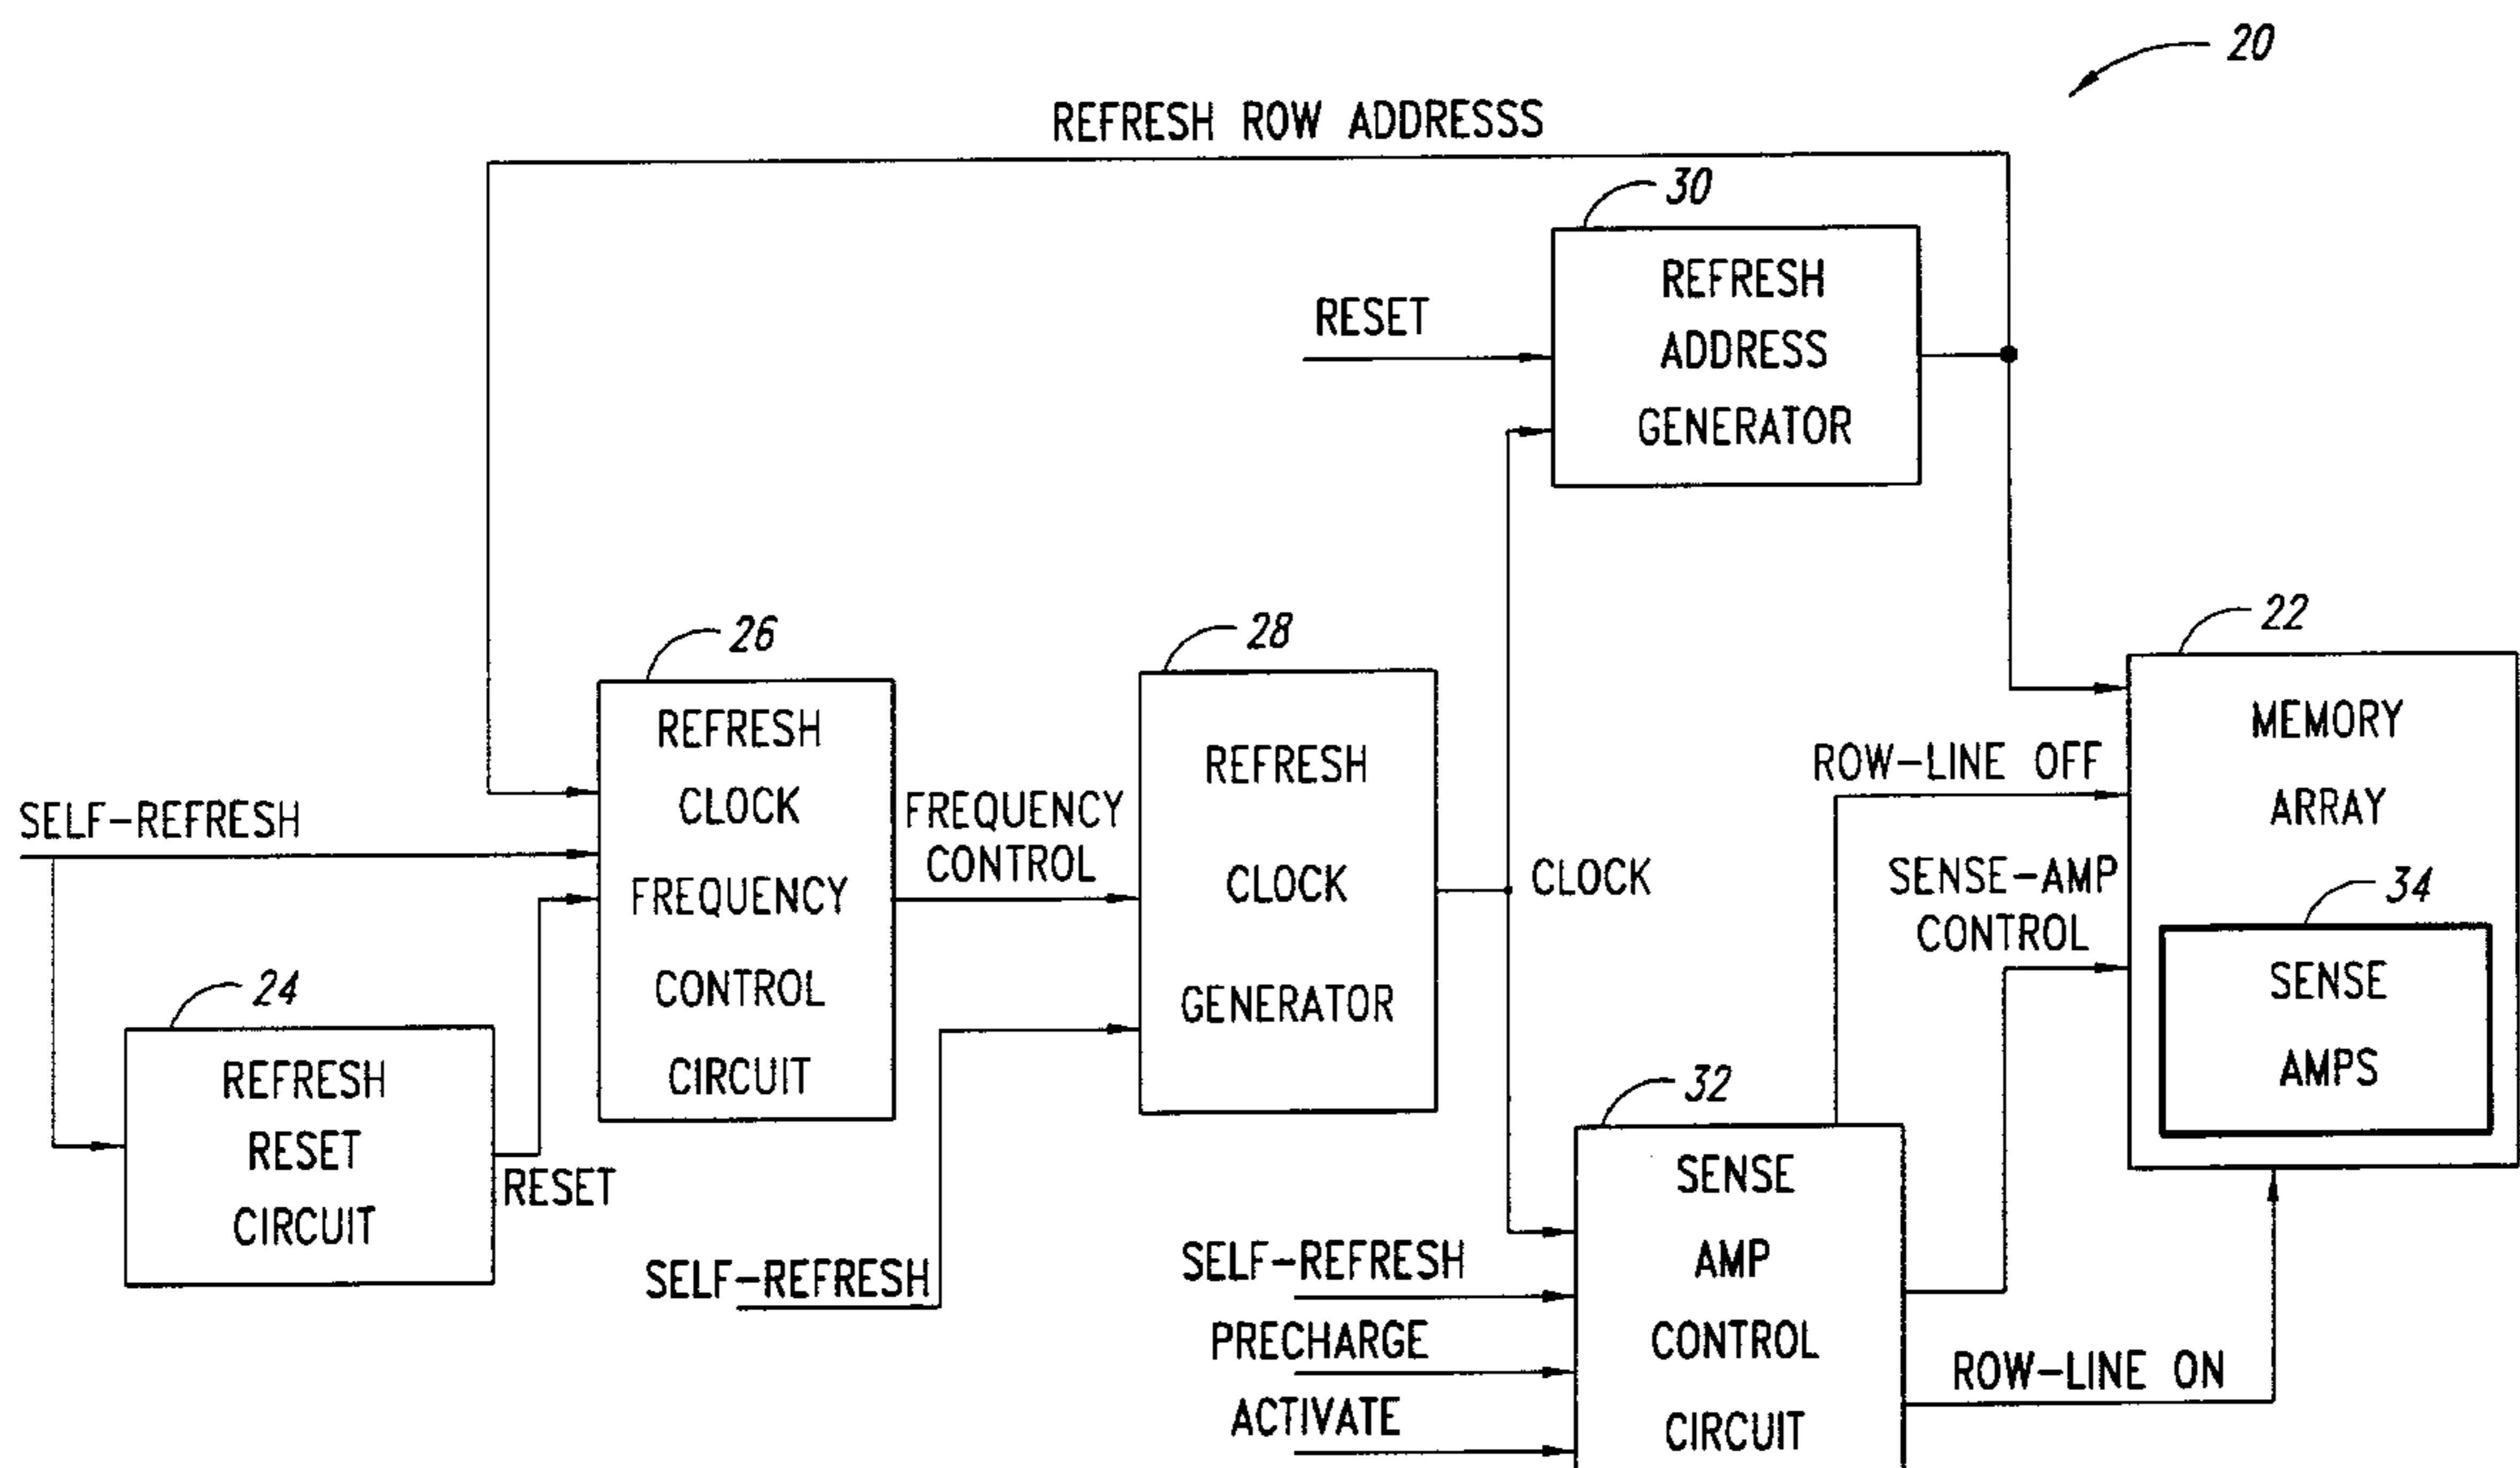 20
REFRESH ROW ADDRESSS
30
REFRESH
ADDRESS
GENERATOR
RESET
26
REFRESH
CLOCK
FREQUENCY
CONTROL
CIRCUIT
28
REFRESH
CLOCK
GENERATOR
22
MEMORY
ARRAY
34
SENSE
AMPS
SELF-REFRESH
FREQUENCY
CONTROL
CLOCK
ROW-LINE OFF
SENSE-AMP
CONTROL
24
REFRESH
RESET
CIRCUIT
RESET
SELF-REFRESH
32
SENSE
AMP
CONTROL
CIRCUIT
SELF-REFRESH
PRECHARGE
ACTIVATE
ROW-LINE ON